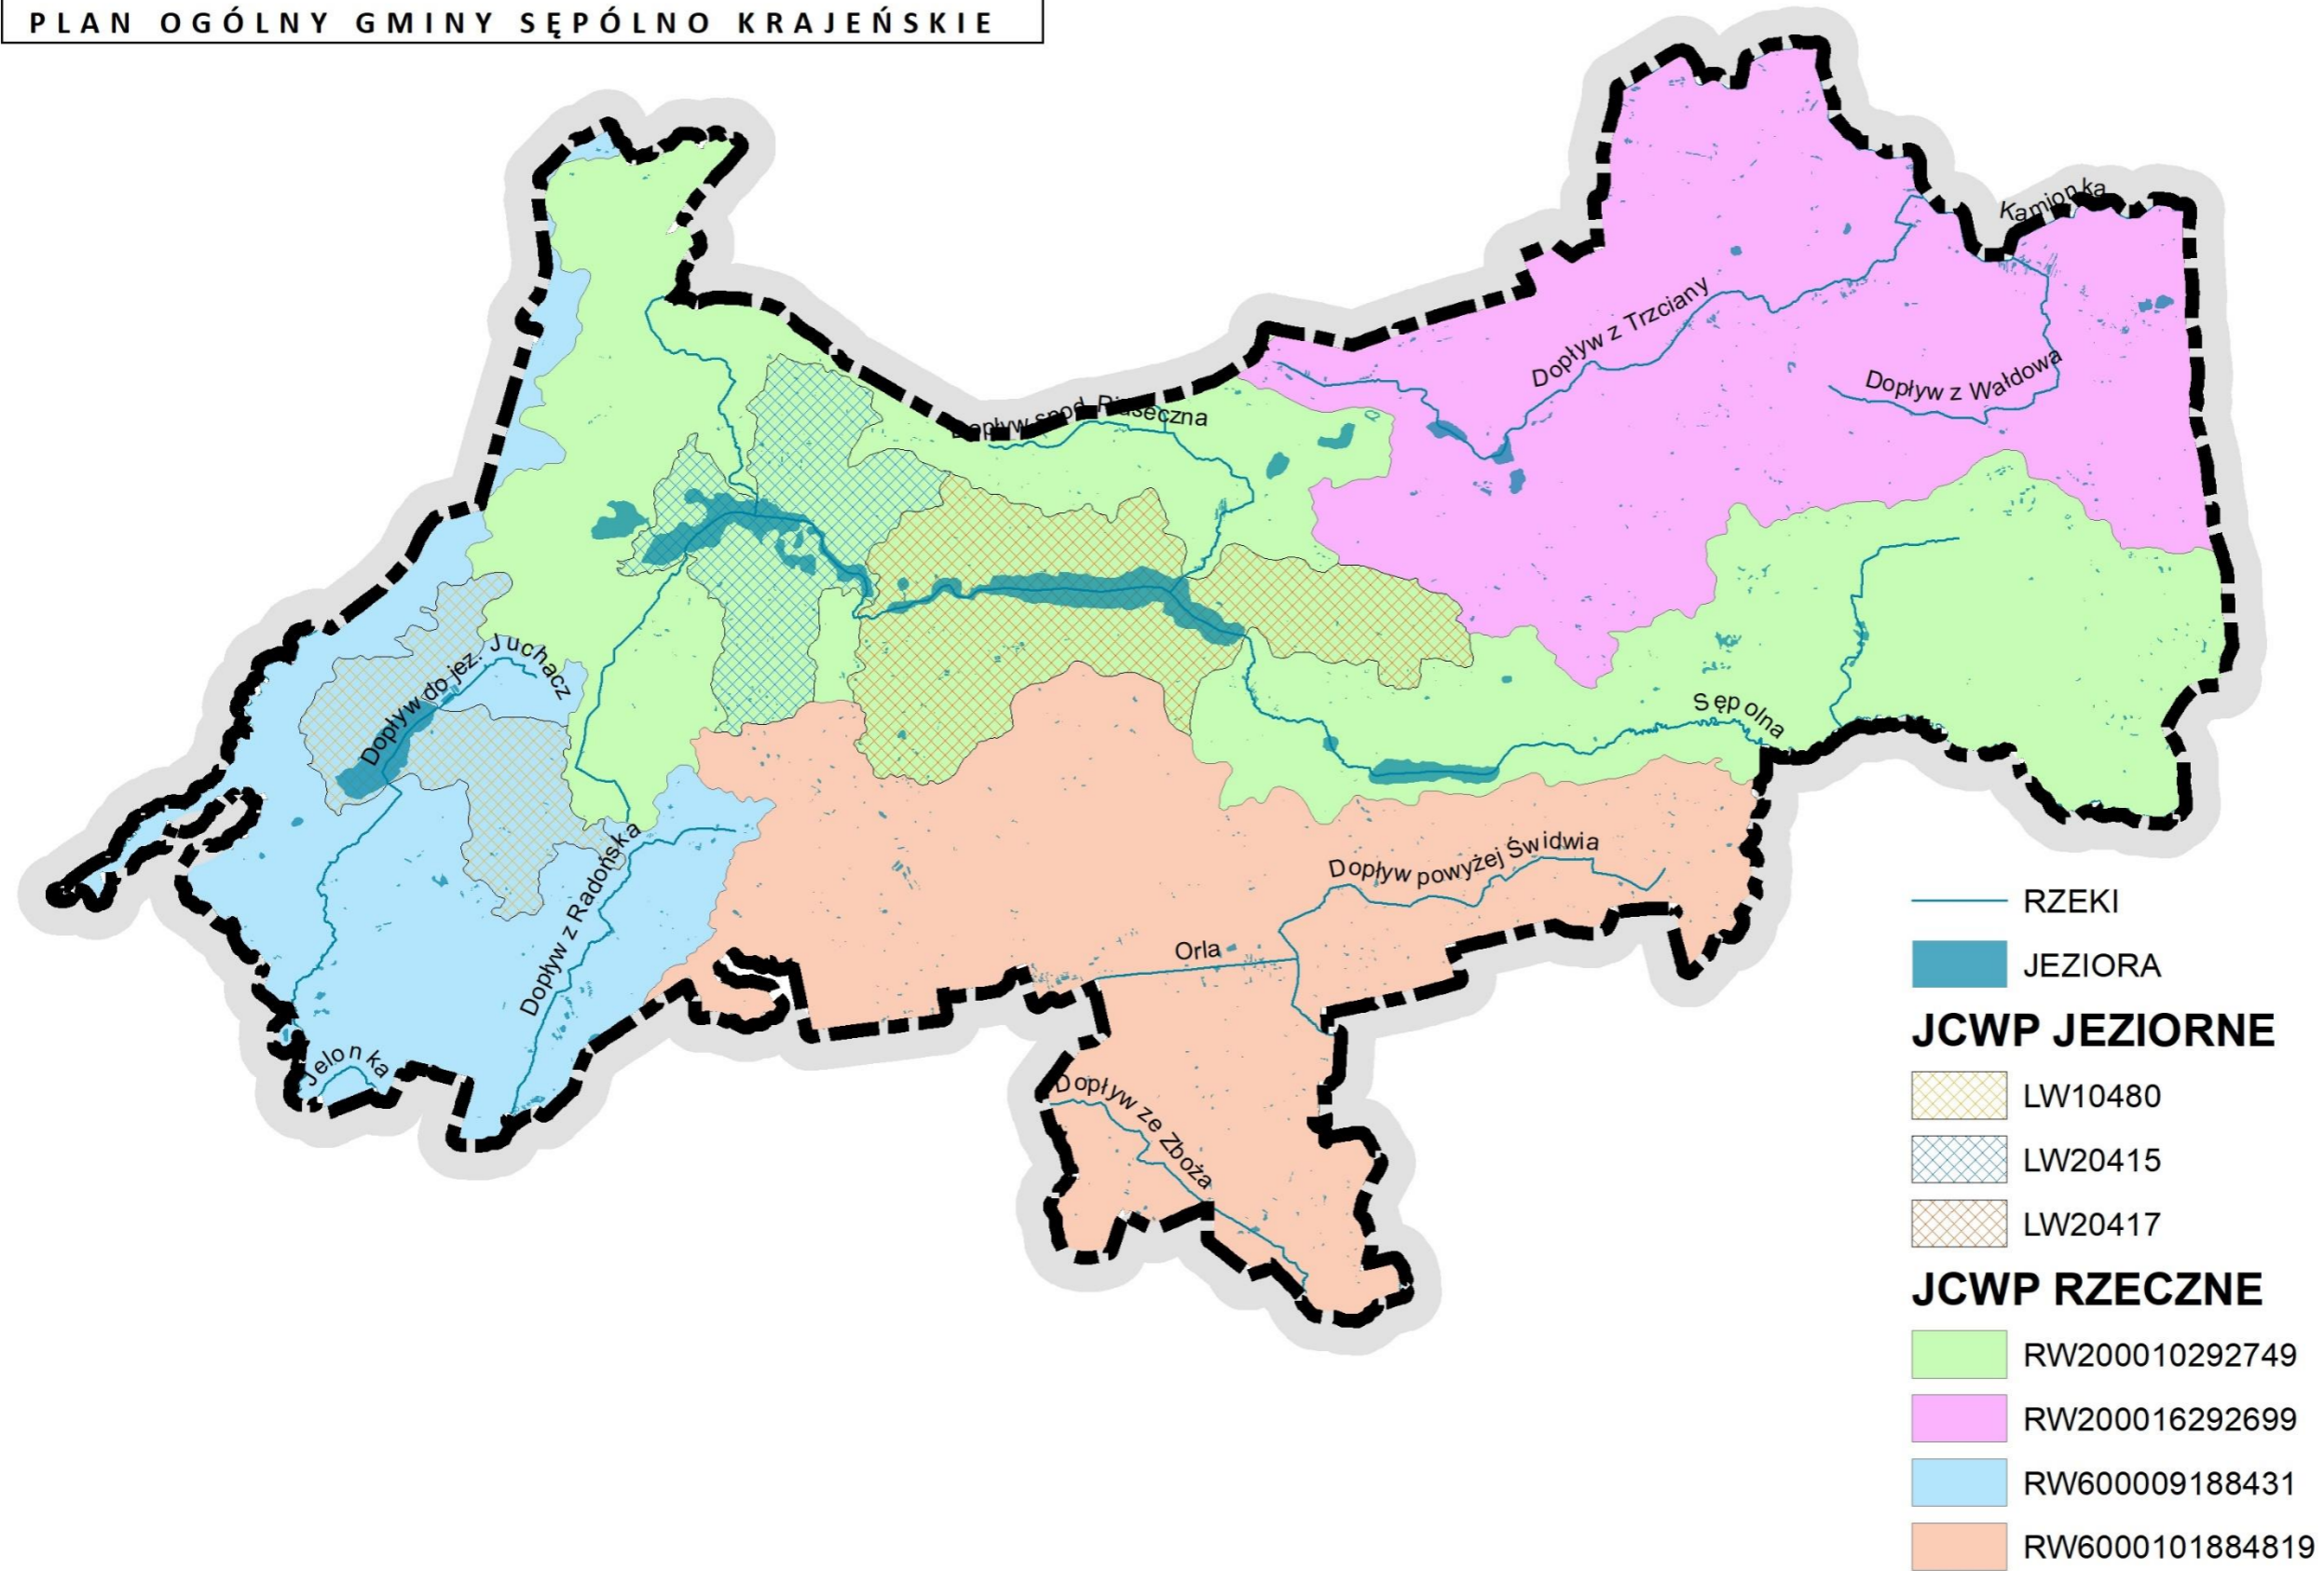 PLAN OGÓLNY GMINY SĘPÓLNO KRAJEŃSKIE
Kamionka
Dopływ z Trzciany
Dopływ z Wałdowa
Dopływ spod Piaseczna
Dopływ do jez. Juchacz
Sępolna
Dopływ z Radońska
Dopływ powyżej Świdwia
Orla
Jelonka
Dopływ ze Zboża
RZEKI
JEZIORA
JCWP JEZIORNE
LW10480
LW20415
LW20417
JCWP RZECZNE
RW200010292749
RW200016292699
RW600009188431
RW6000101884819